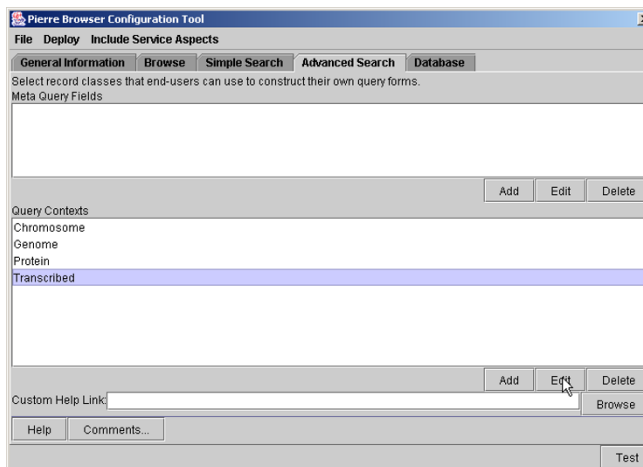 Pierre Browser Configuration Tool
File Deploy Include Service Aspects
General Information Browse Simple Search Advanced Search Database
Select record classes that end-users can use to construct their own query forms.
Meta Query Fields
Add Edit Delete
Query Contexts
Chromosome
Genome
Protein
Transcribed
Add Edit Delete
Custom Help Link: Browse
Help Comments...
Test